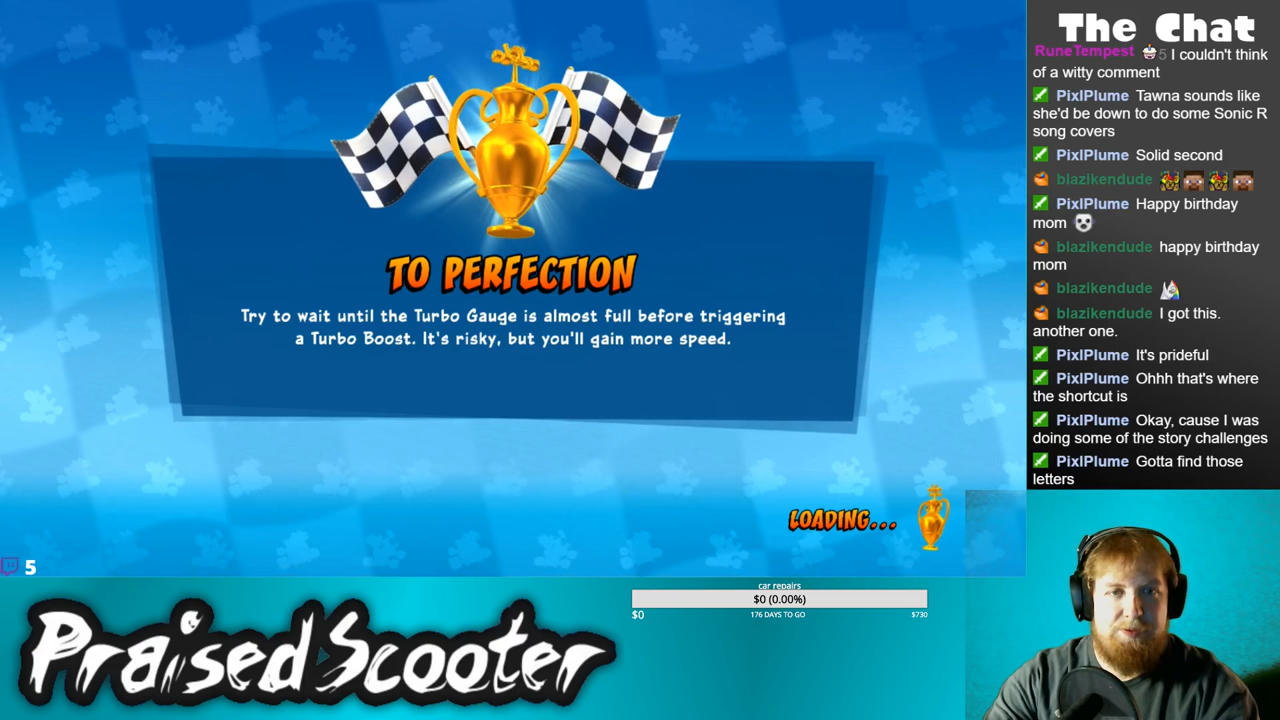 The Chat
RuneTempest 5 I couldn't think
of a witty comment
PixlPlume Tawna sounds like
she'd be down to do some Sonic R
song covers
PixlPlume Solid second
blazikendude
PixlPlume Happy birthday
mom
blazikendude happy birthday
mom
blazikendude
blazikendude I got this.
another one.
PixlPlume It's prideful
PixlPlume Ohhh that's where
the shortcut is
PixlPlume Okay, cause I was
doing some of the story challenges
PixlPlume Gotta find those
letters
TO PERFECTION
Try to wait until the Turbo Gauge is almost full before triggering
a Turbo Boost. It's risky, but you'll gain more speed.
LOADING...
5
car repairs
$0 (0.00%)
$0 176 DAYS TO GO $730
PraisedScooter